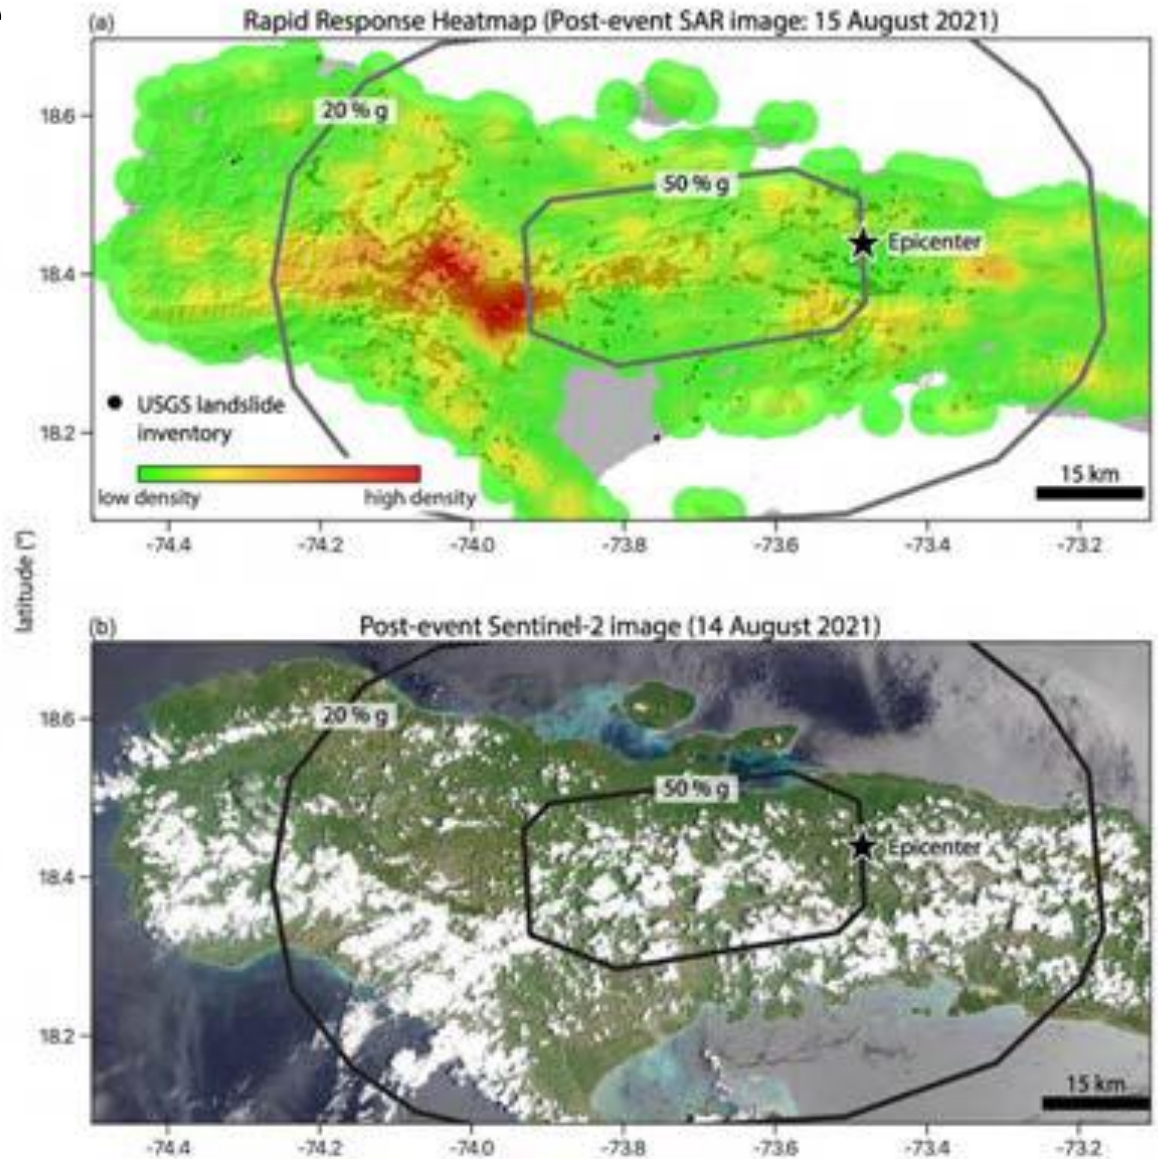 (a) Rapid Response Heatmap (Post-event SAR image: 15 August 2021)
20 % g
18.6
50 % g
Epicenter
18.4
USGS landslide
inventory
18.2
15 km
low density high density
-74.4 -74.2 -74.0 -73.8 -73.6 -73.4 -73.2
latitude (°)
(b) Post-event Sentinel-2 image (14 August 2021)
20 % g
18.6
50 % g
Epicenter
18.4
18.2
15 km
-74.4 -74.2 -74.0 -73.8 -73.6 -73.4 -73.2